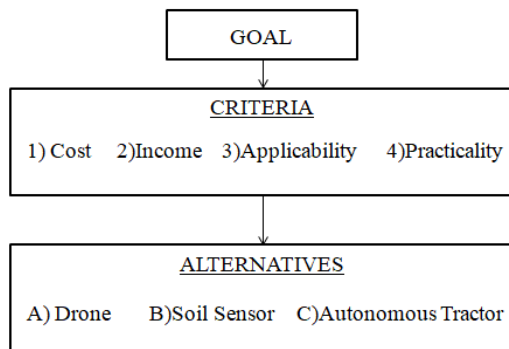 GOAL
CRITERIA
1) Cost 2)Income 3)Applicability 4)Practicality
ALTERNATIVES
A) Drone B)Soil Sensor C)Autonomous Tractor